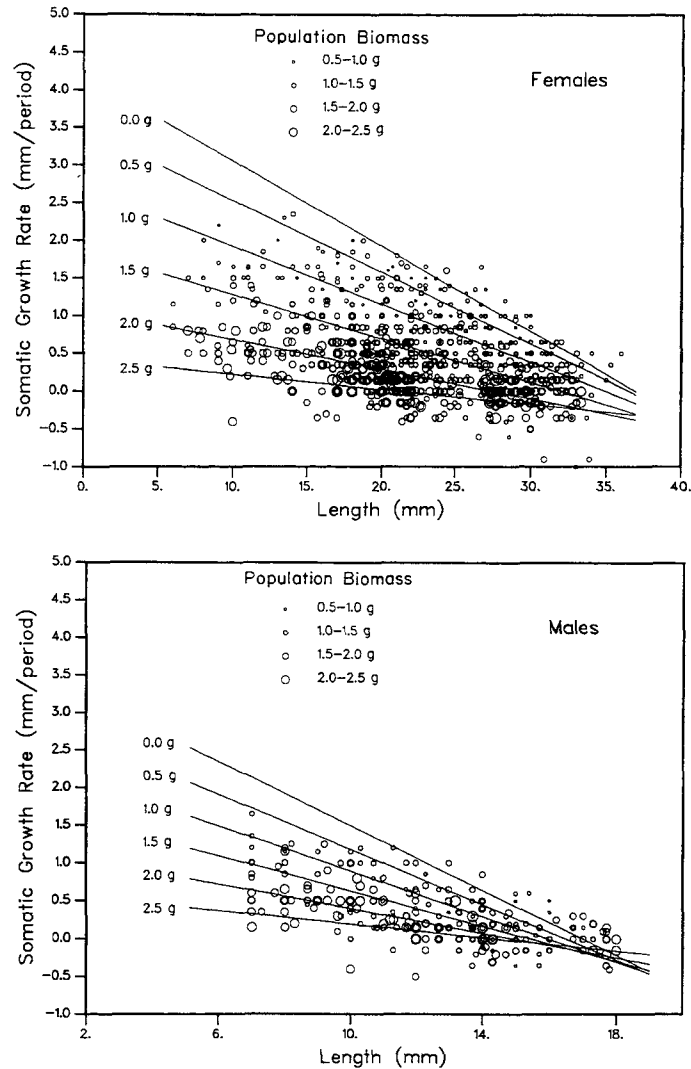 5.0
4.5
4.0
3.5
3.0
2.5
2.0
1.5
1.0
0.5
0.0
-0.5
-1.0
Somatic Growth Rate (mm/period)
Population Biomass
0.5-1.0 g
1.0-1.5 g
1.5-2.0 g
2.0-2.5 g
Females
0.0 g
0.5 g
1.0 g
1.5 g
2.0 g
2.5 g
0. 5. 10. 15. 20. 25. 30. 35. 40.
Length (mm)
5.0
4.5
4.0
3.5
3.0
2.5
2.0
1.5
1.0
0.5
0.0
-0.5
-1.0
Somatic Growth Rate (mm/period)
Population Biomass
0.5-1.0 g
1.0-1.5 g
1.5-2.0 g
2.0-2.5 g
Males
0.0 g
0.5 g
1.0 g
1.5 g
2.0 g
2.5 g
2. 6. 10. 14. 18.
Length (mm)